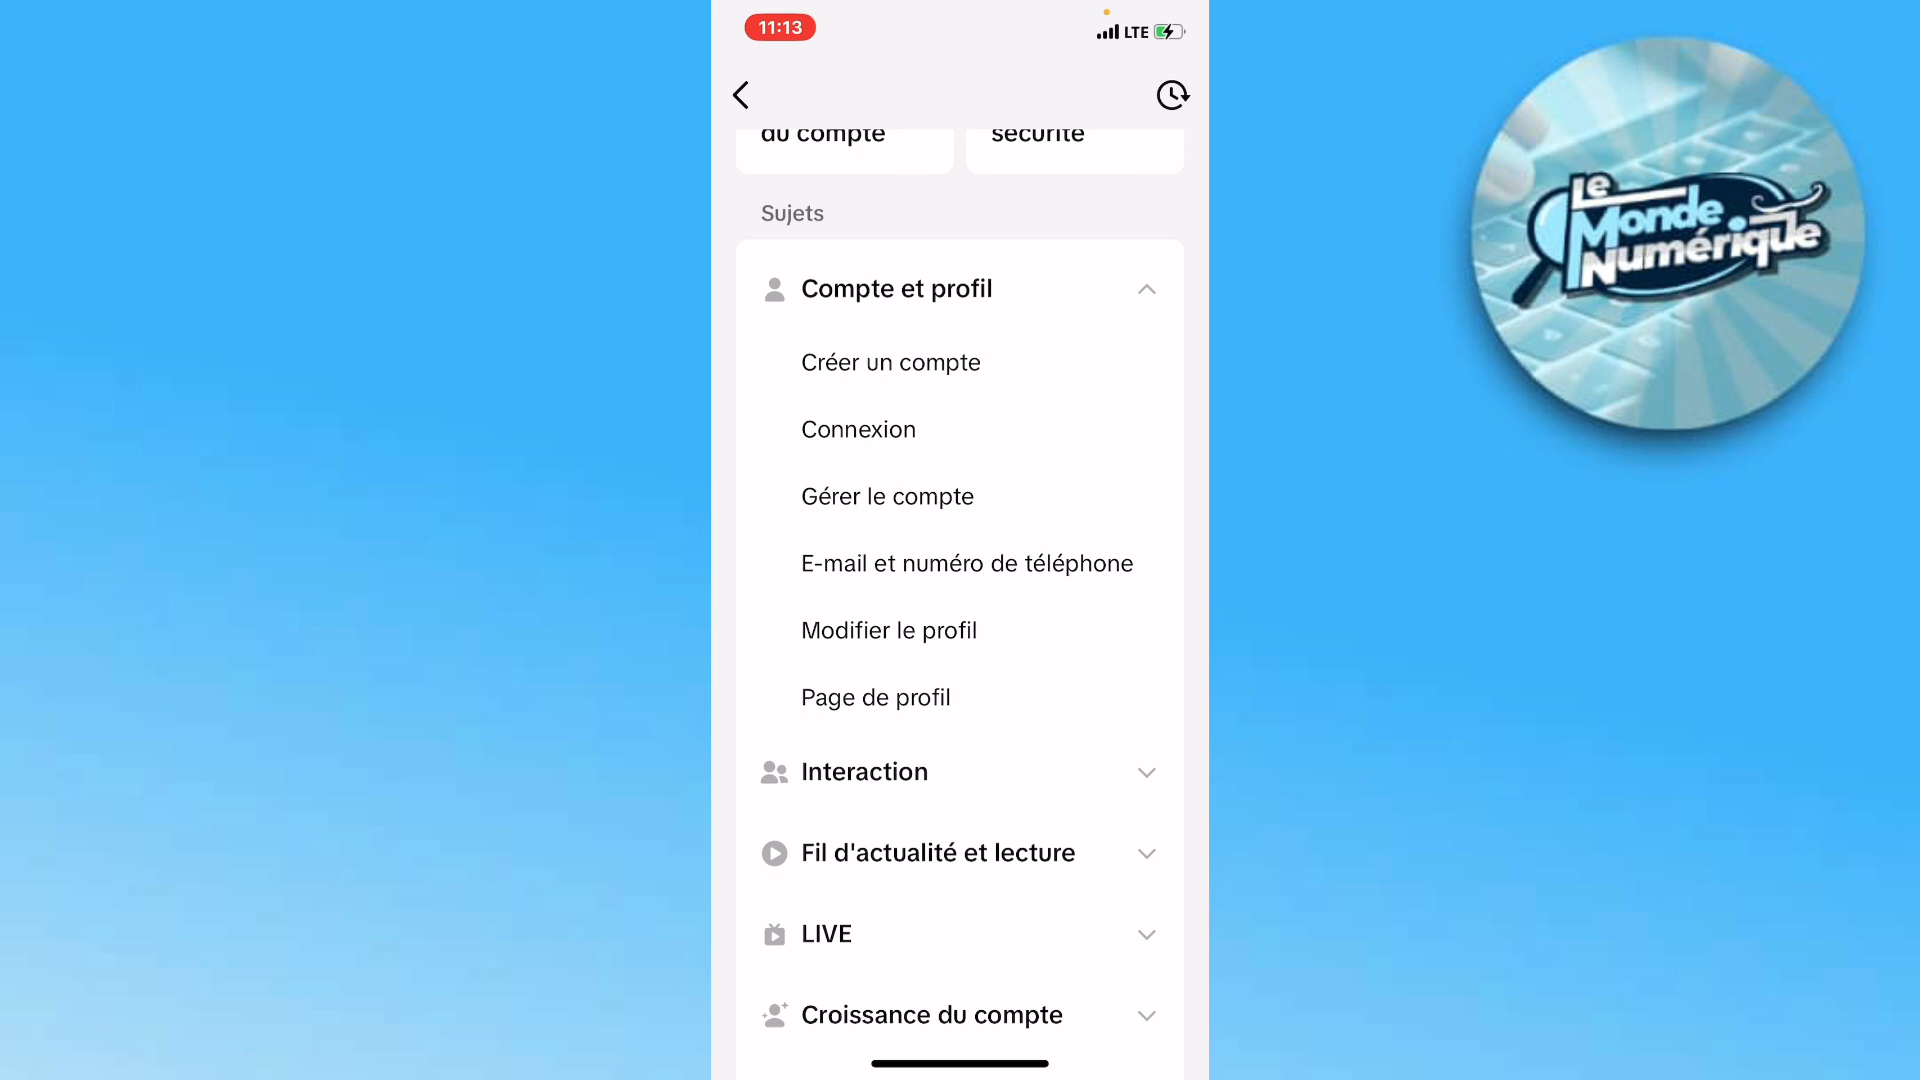 11:13
LTE
du compte
sécurité
Sujets
Compte et profil
Créer un compte
Connexion
Gérer le compte
E-mail et numéro de téléphone
Modifier le profil
Page de profil
Interaction
Fil d'actualité et lecture
LIVE
Croissance du compte
Le
Monde
Numérique